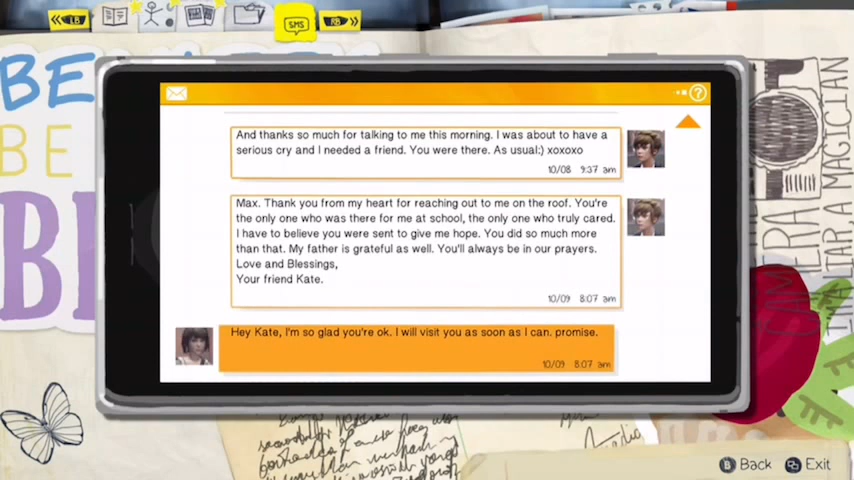 LB
SMS
RB
BE
BE
B
?
And thanks so much for talking to me this morning. I was about to have a
serious cry and I needed a friend. You were there. As usual:) xoxoxo
10/08 9:37 am
Max. Thank you from my heart for reaching out to me on the roof. You're
the only one who was there for me at school, the only one who truly cared.
I have to believe you were sent to give me hope. You did so much more
than that. My father is grateful as well. You'll always be in our prayers.
Love and Blessings,
Your friend Kate.
10/09 8:07 am
Hey Kate, I'm so glad you're ok. I will visit you as soon as I can. promise.
10/09 8:07 am
CAMERA
I'M A LIAR, A MAGICIAN
B Back
Exit